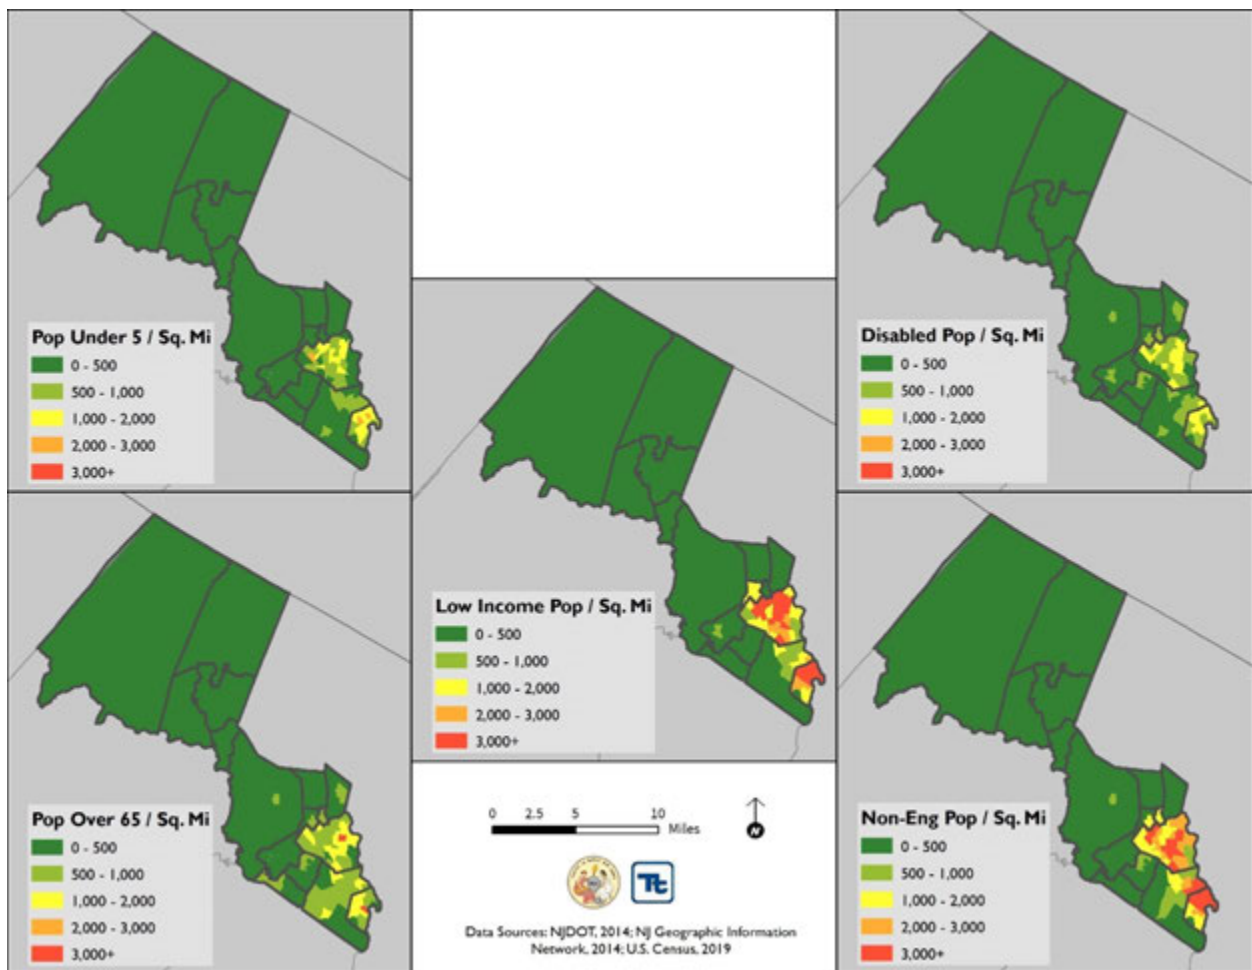 Pop Under 5 / Sq. Mi
0 - 500
500 - 1,000
1,000 - 2,000
2,000 - 3,000
3,000+
Disabled Pop / Sq. Mi
0 - 500
500 - 1,000
1,000 - 2,000
2,000 - 3,000
3,000+
Low Income Pop / Sq. Mi
0 - 500
500 - 1,000
1,000 - 2,000
2,000 - 3,000
3,000+
Pop Over 65 / Sq. Mi
0 - 500
500 - 1,000
1,000 - 2,000
2,000 - 3,000
3,000+
Non-Eng Pop / Sq. Mi
0 - 500
500 - 1,000
1,000 - 2,000
2,000 - 3,000
3,000+
0 2.5 5 10
Miles
N
Tt
Data Sources: NJDOT, 2014; NJ Geographic Information
Network, 2014; U.S. Census, 2019